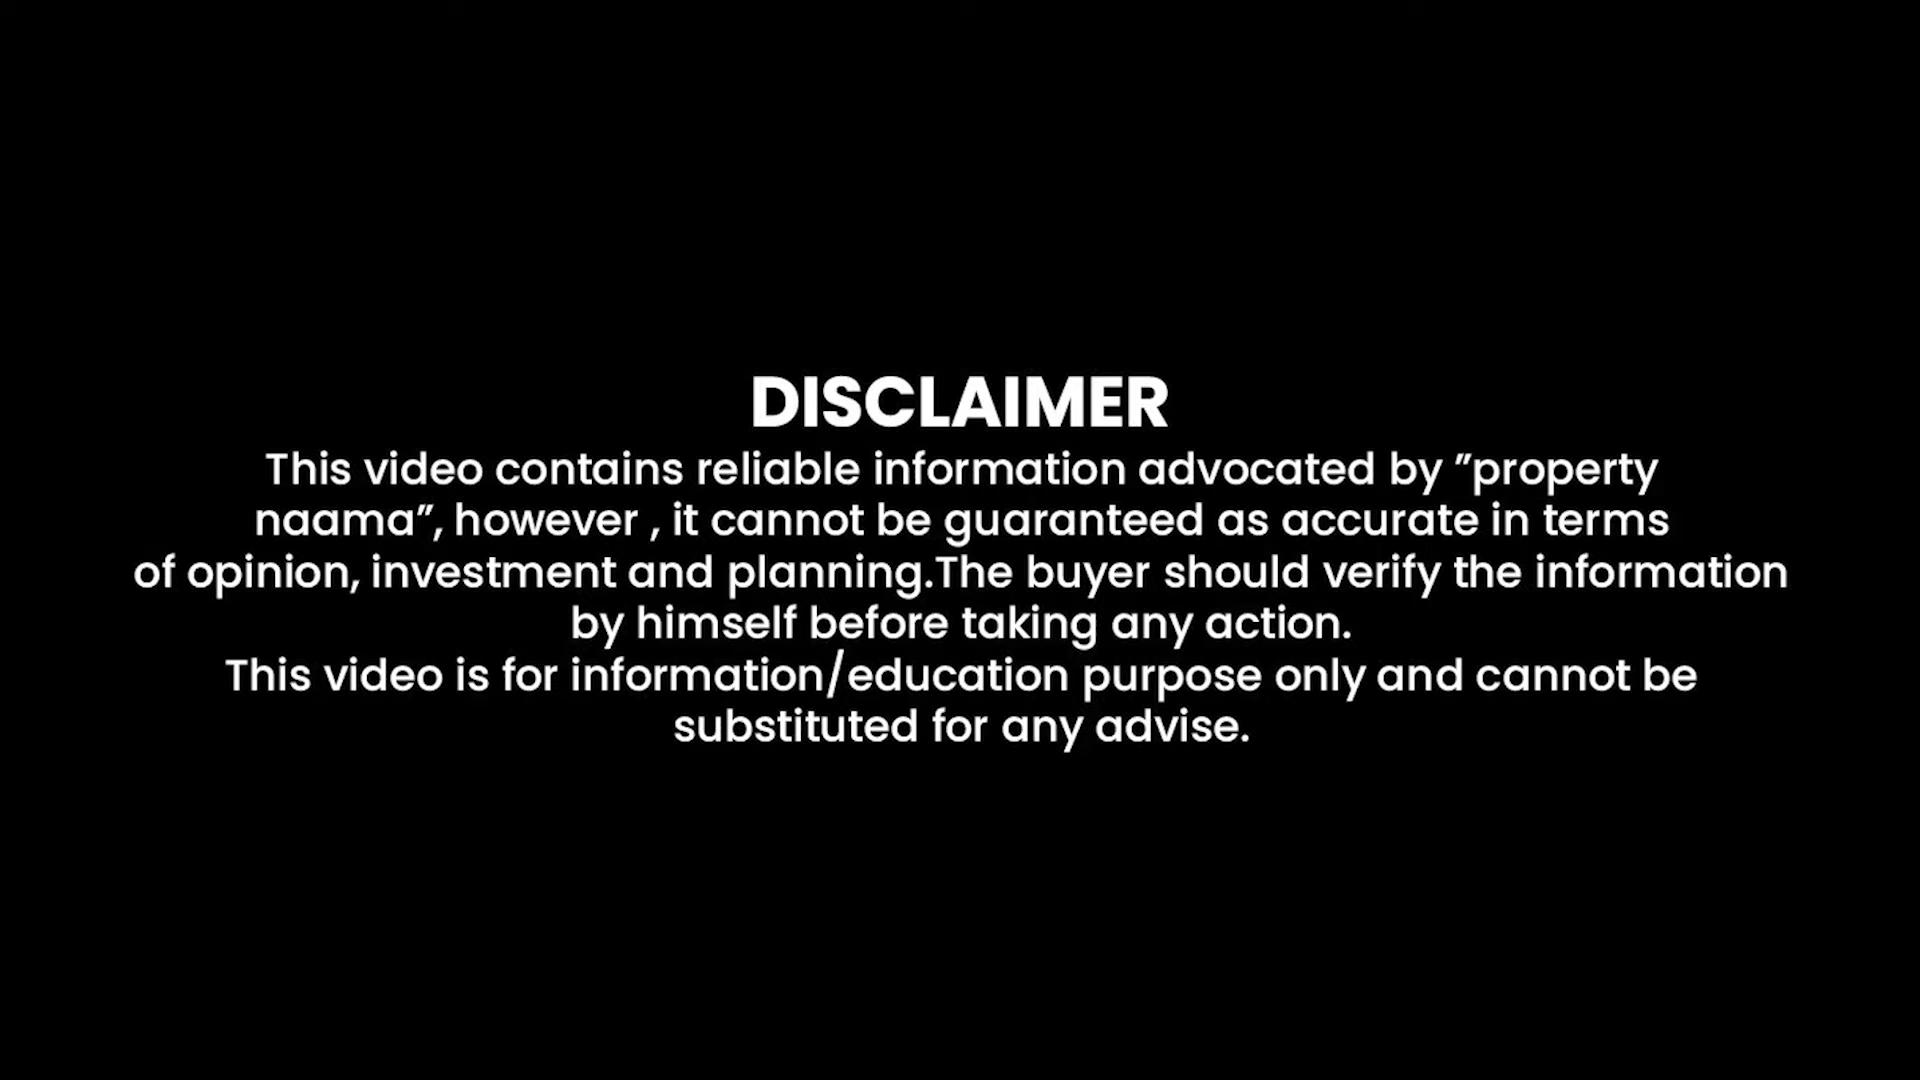 DISCLAIMER
This video contains reliable information advocated by ”property
naama”, however , it cannot be guaranteed as accurate in terms
of opinion, investment and planning.The buyer should verify the information
by himself before taking any action.
This video is for information/education purpose only and cannot be
substituted for any advise.